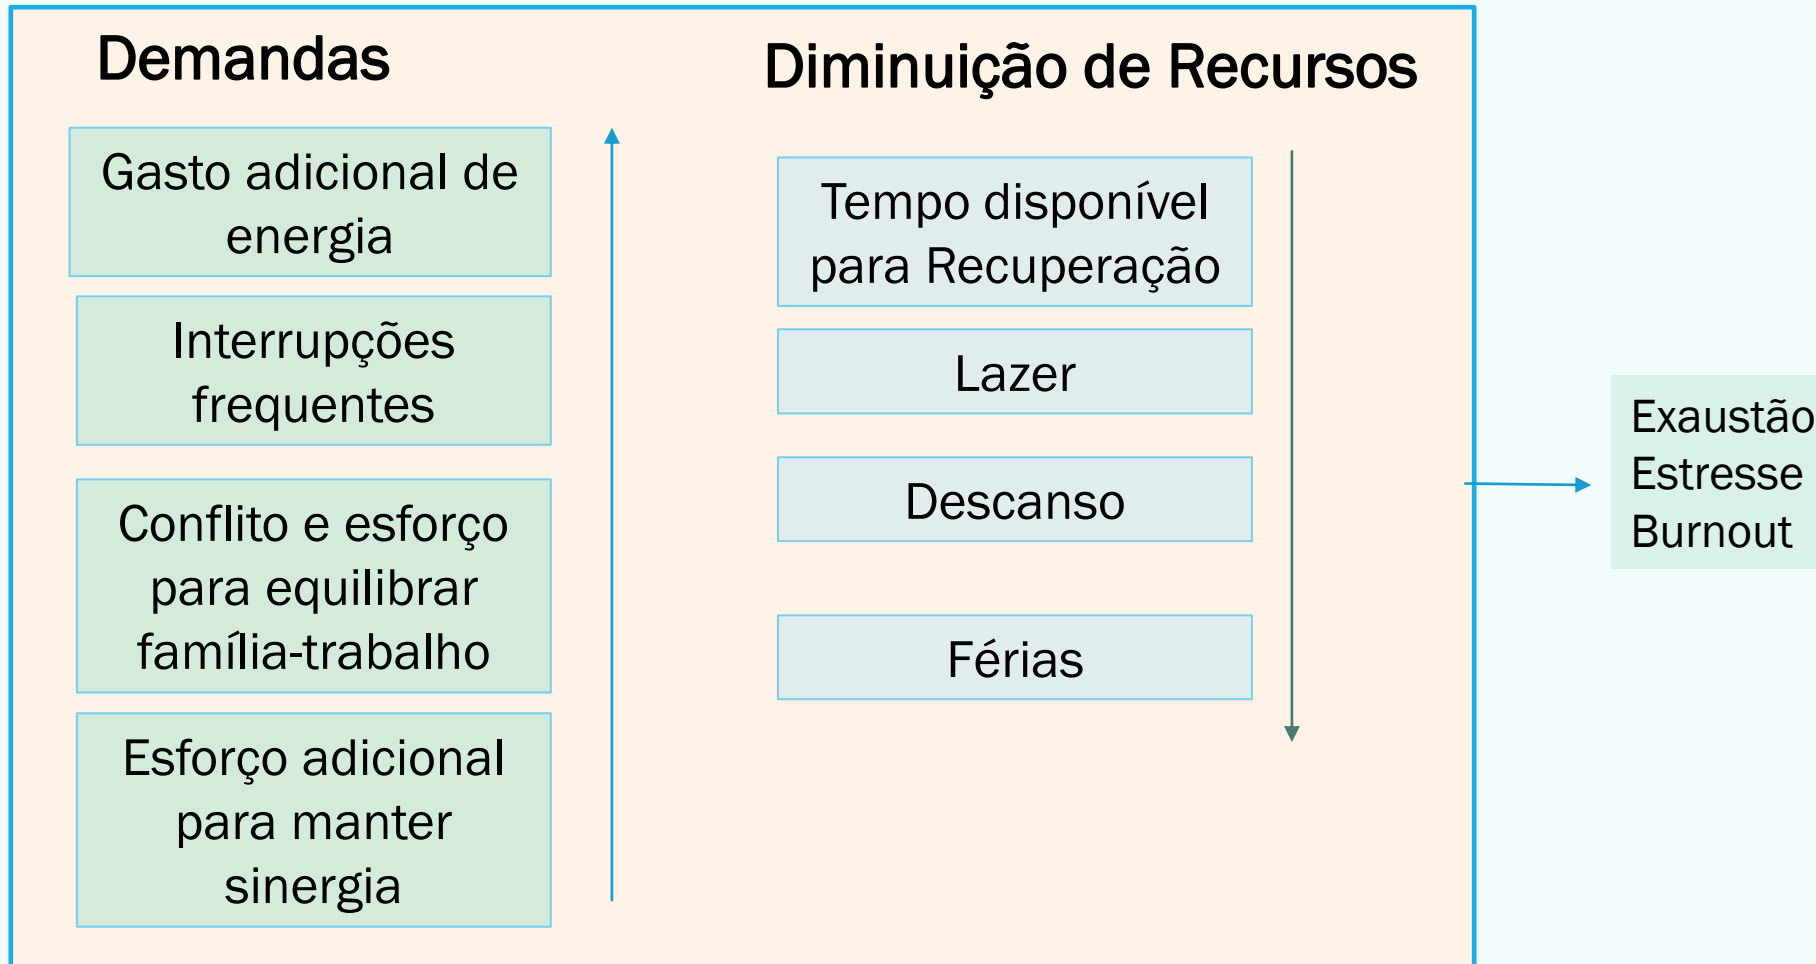 Demandas
Gasto adicional de
energia
Interrupções
frequentes
Conflito e esforço
para equilibrar
família-trabalho
Esforço adicional
para manter
sinergia
Diminuição de Recursos
Tempo disponível
para Recuperação
Lazer
Descanso
Férias
Exaustão
Estresse
Burnout